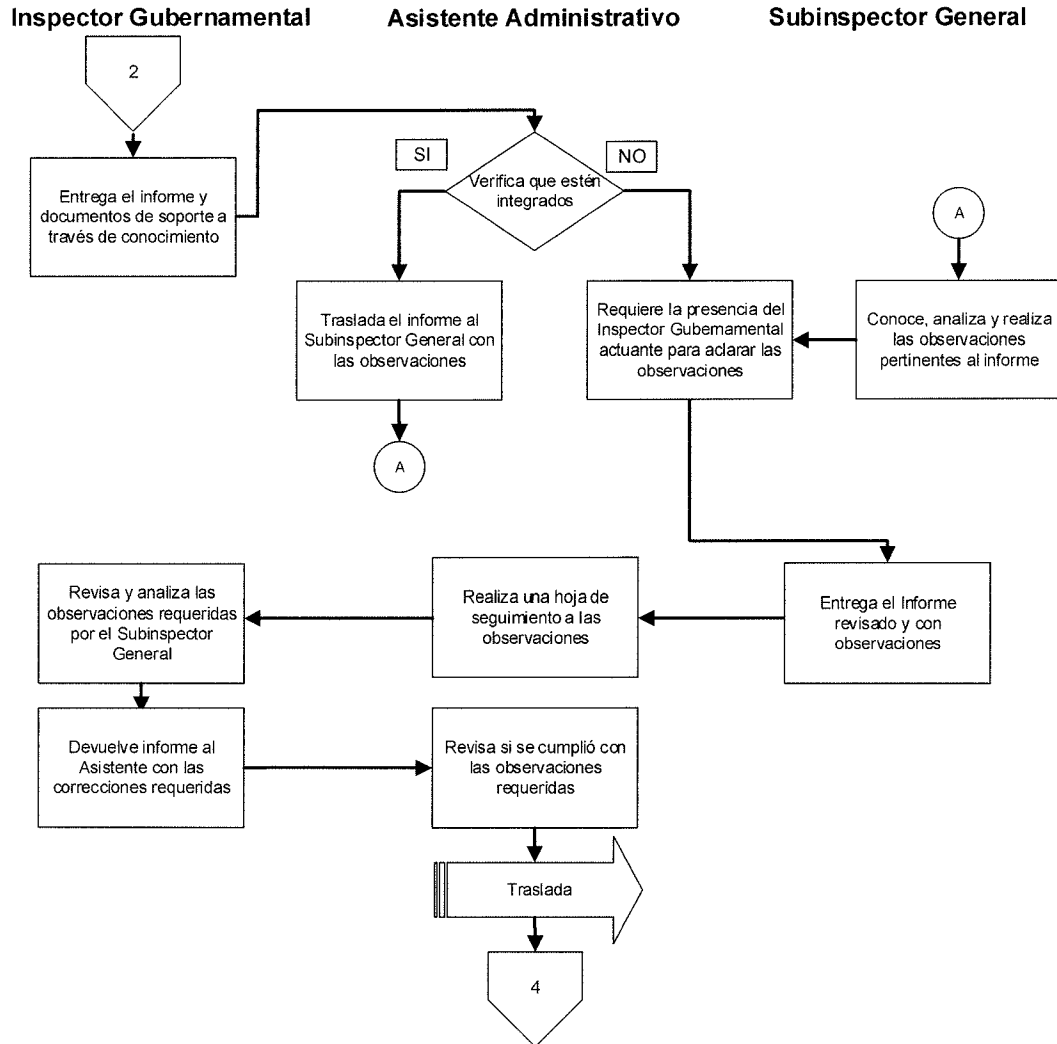 Inspector Gubernamental
Asistente Administrativo
Subinspector General
2
Entrega el informe y
documentos de soporte a
través de conocimiento
SI
NO
Verifica que estén
integrados
A
Traslada el informe al
Subinspector General con
las observaciones
Requiere la presencia del
Inspector Gubernamental
actuante para aclarar las
observaciones
Conoce, analiza y realiza
las observaciones
pertinentes al informe
A
Revisa y analiza las
observaciones requeridas
por el Subinspector
General
Realiza una hoja de
seguimiento a las
observaciones
Entrega el Informe
revisado y con
observaciones
Devuelve informe al
Asistente con las
correcciones requeridas
Revisa si se cumplió con
las observaciones
requeridas
Traslada
4